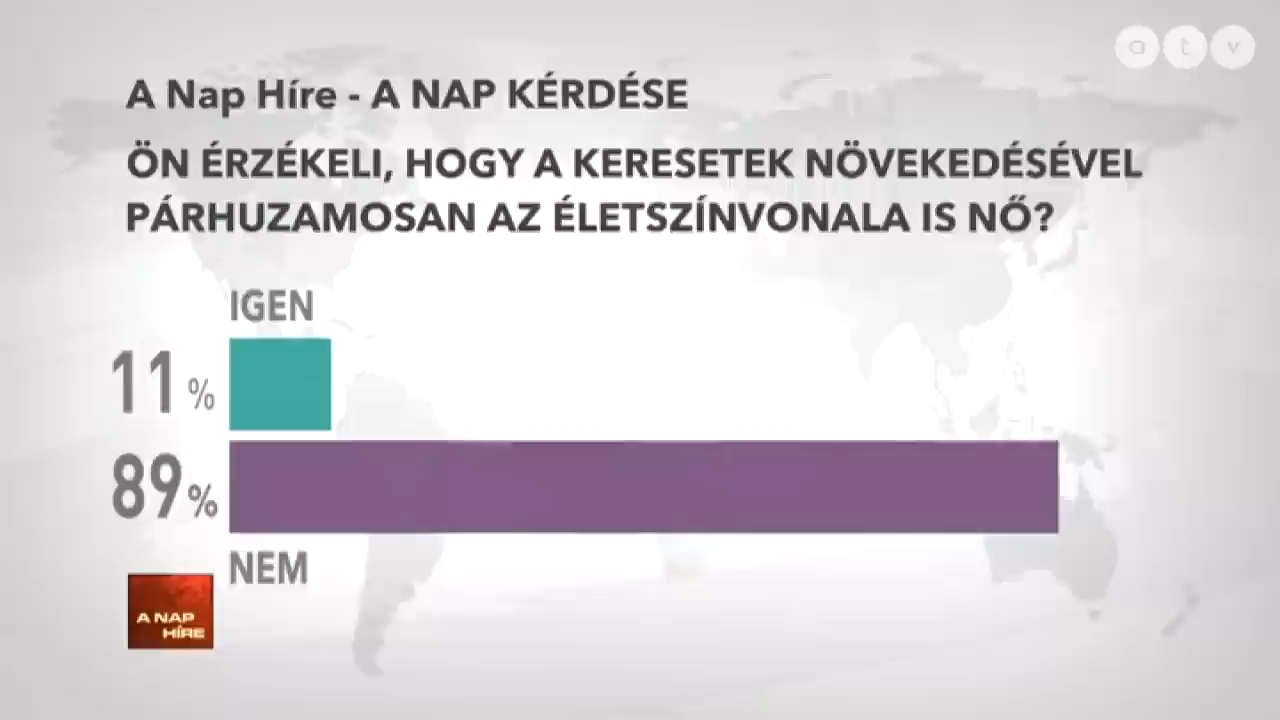 a t v
A Nap Híre - A NAP KÉRDÉSE
ÖN ÉRZÉKELI, HOGY A KERESETEK NÖVEKEDÉSÉVEL
PÁRHUZAMOSAN AZ ÉLETSZÍNVONALA IS NŐ?
IGEN
11 %
89 %
NEM
A NAP
HÍRE